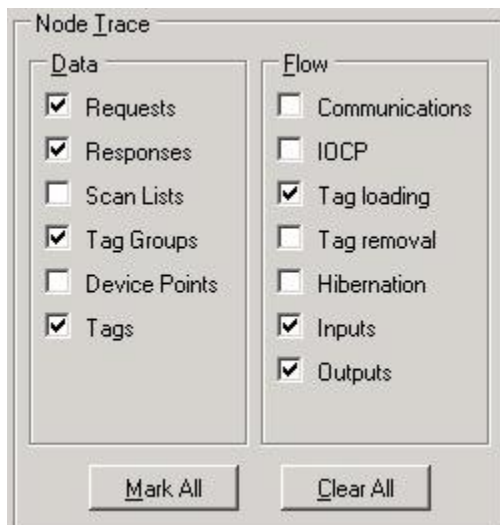 Node Trace
Data
Requests
Responses
Scan Lists
Tag Groups
Device Points
Tags
Flow
Communications
IOCP
Tag loading
Tag removal
Hibernation
Inputs
Outputs
Mark All
Clear All